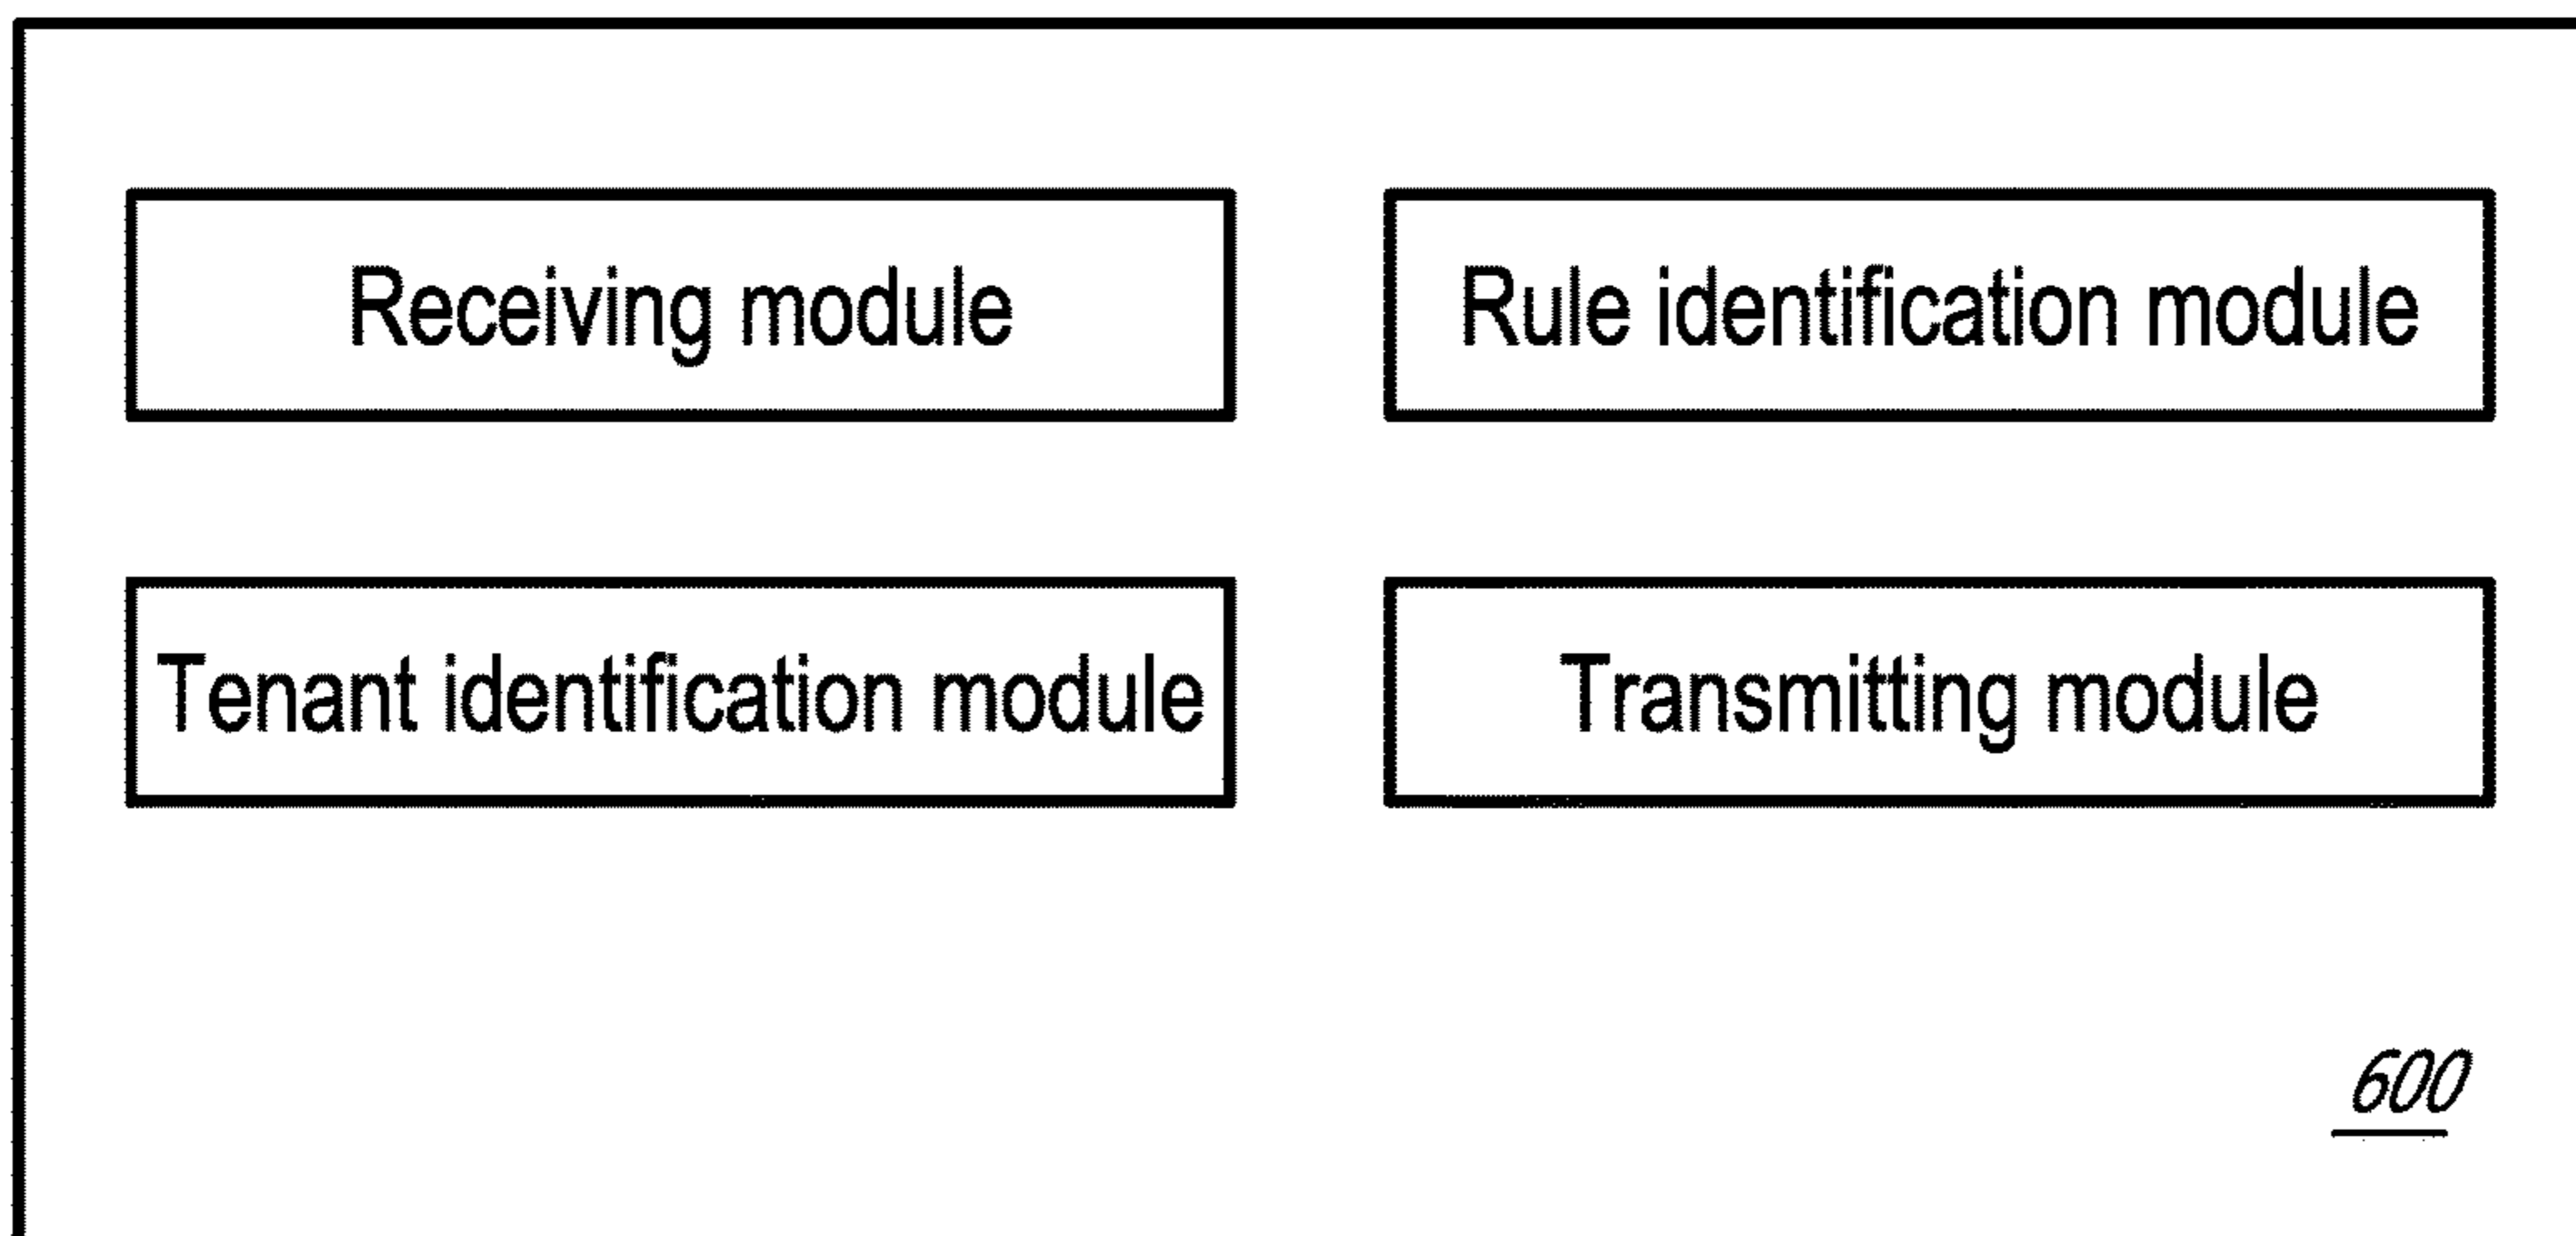 Receiving module
Rule identification module
Tenant identification module
Transmitting module
600